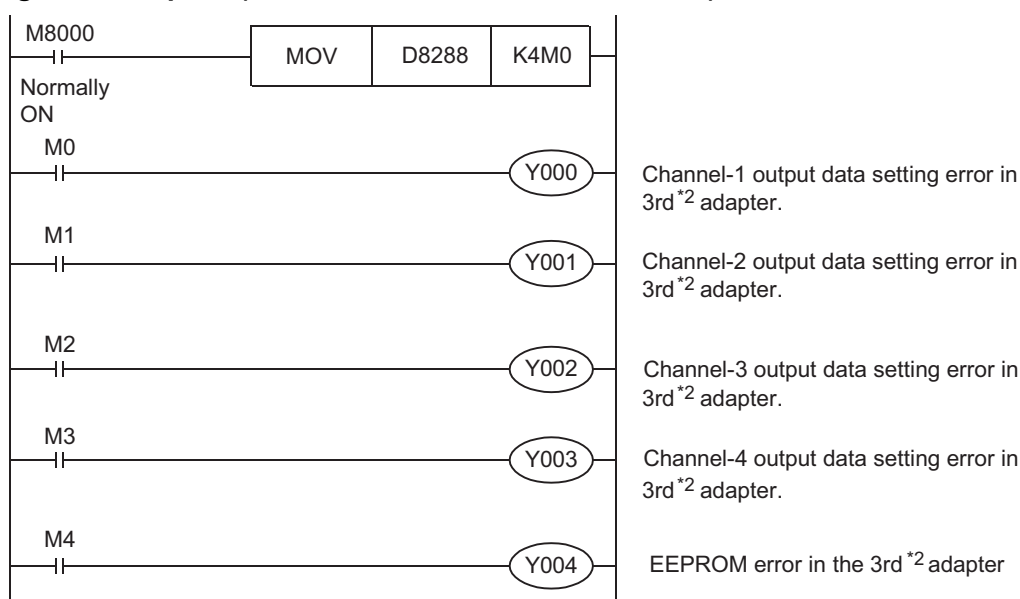 M8000
MOV D8288 K4M0
Normally
ON
M0
Y000
Channel-1 output data setting error in
3rd*2 adapter.
M1
Y001
Channel-2 output data setting error in
3rd*2 adapter.
M2
Y002
Channel-3 output data setting error in
3rd*2 adapter.
M3
Y003
Channel-4 output data setting error in
3rd*2 adapter.
M4
Y004
EEPROM error in the 3rd*2 adapter